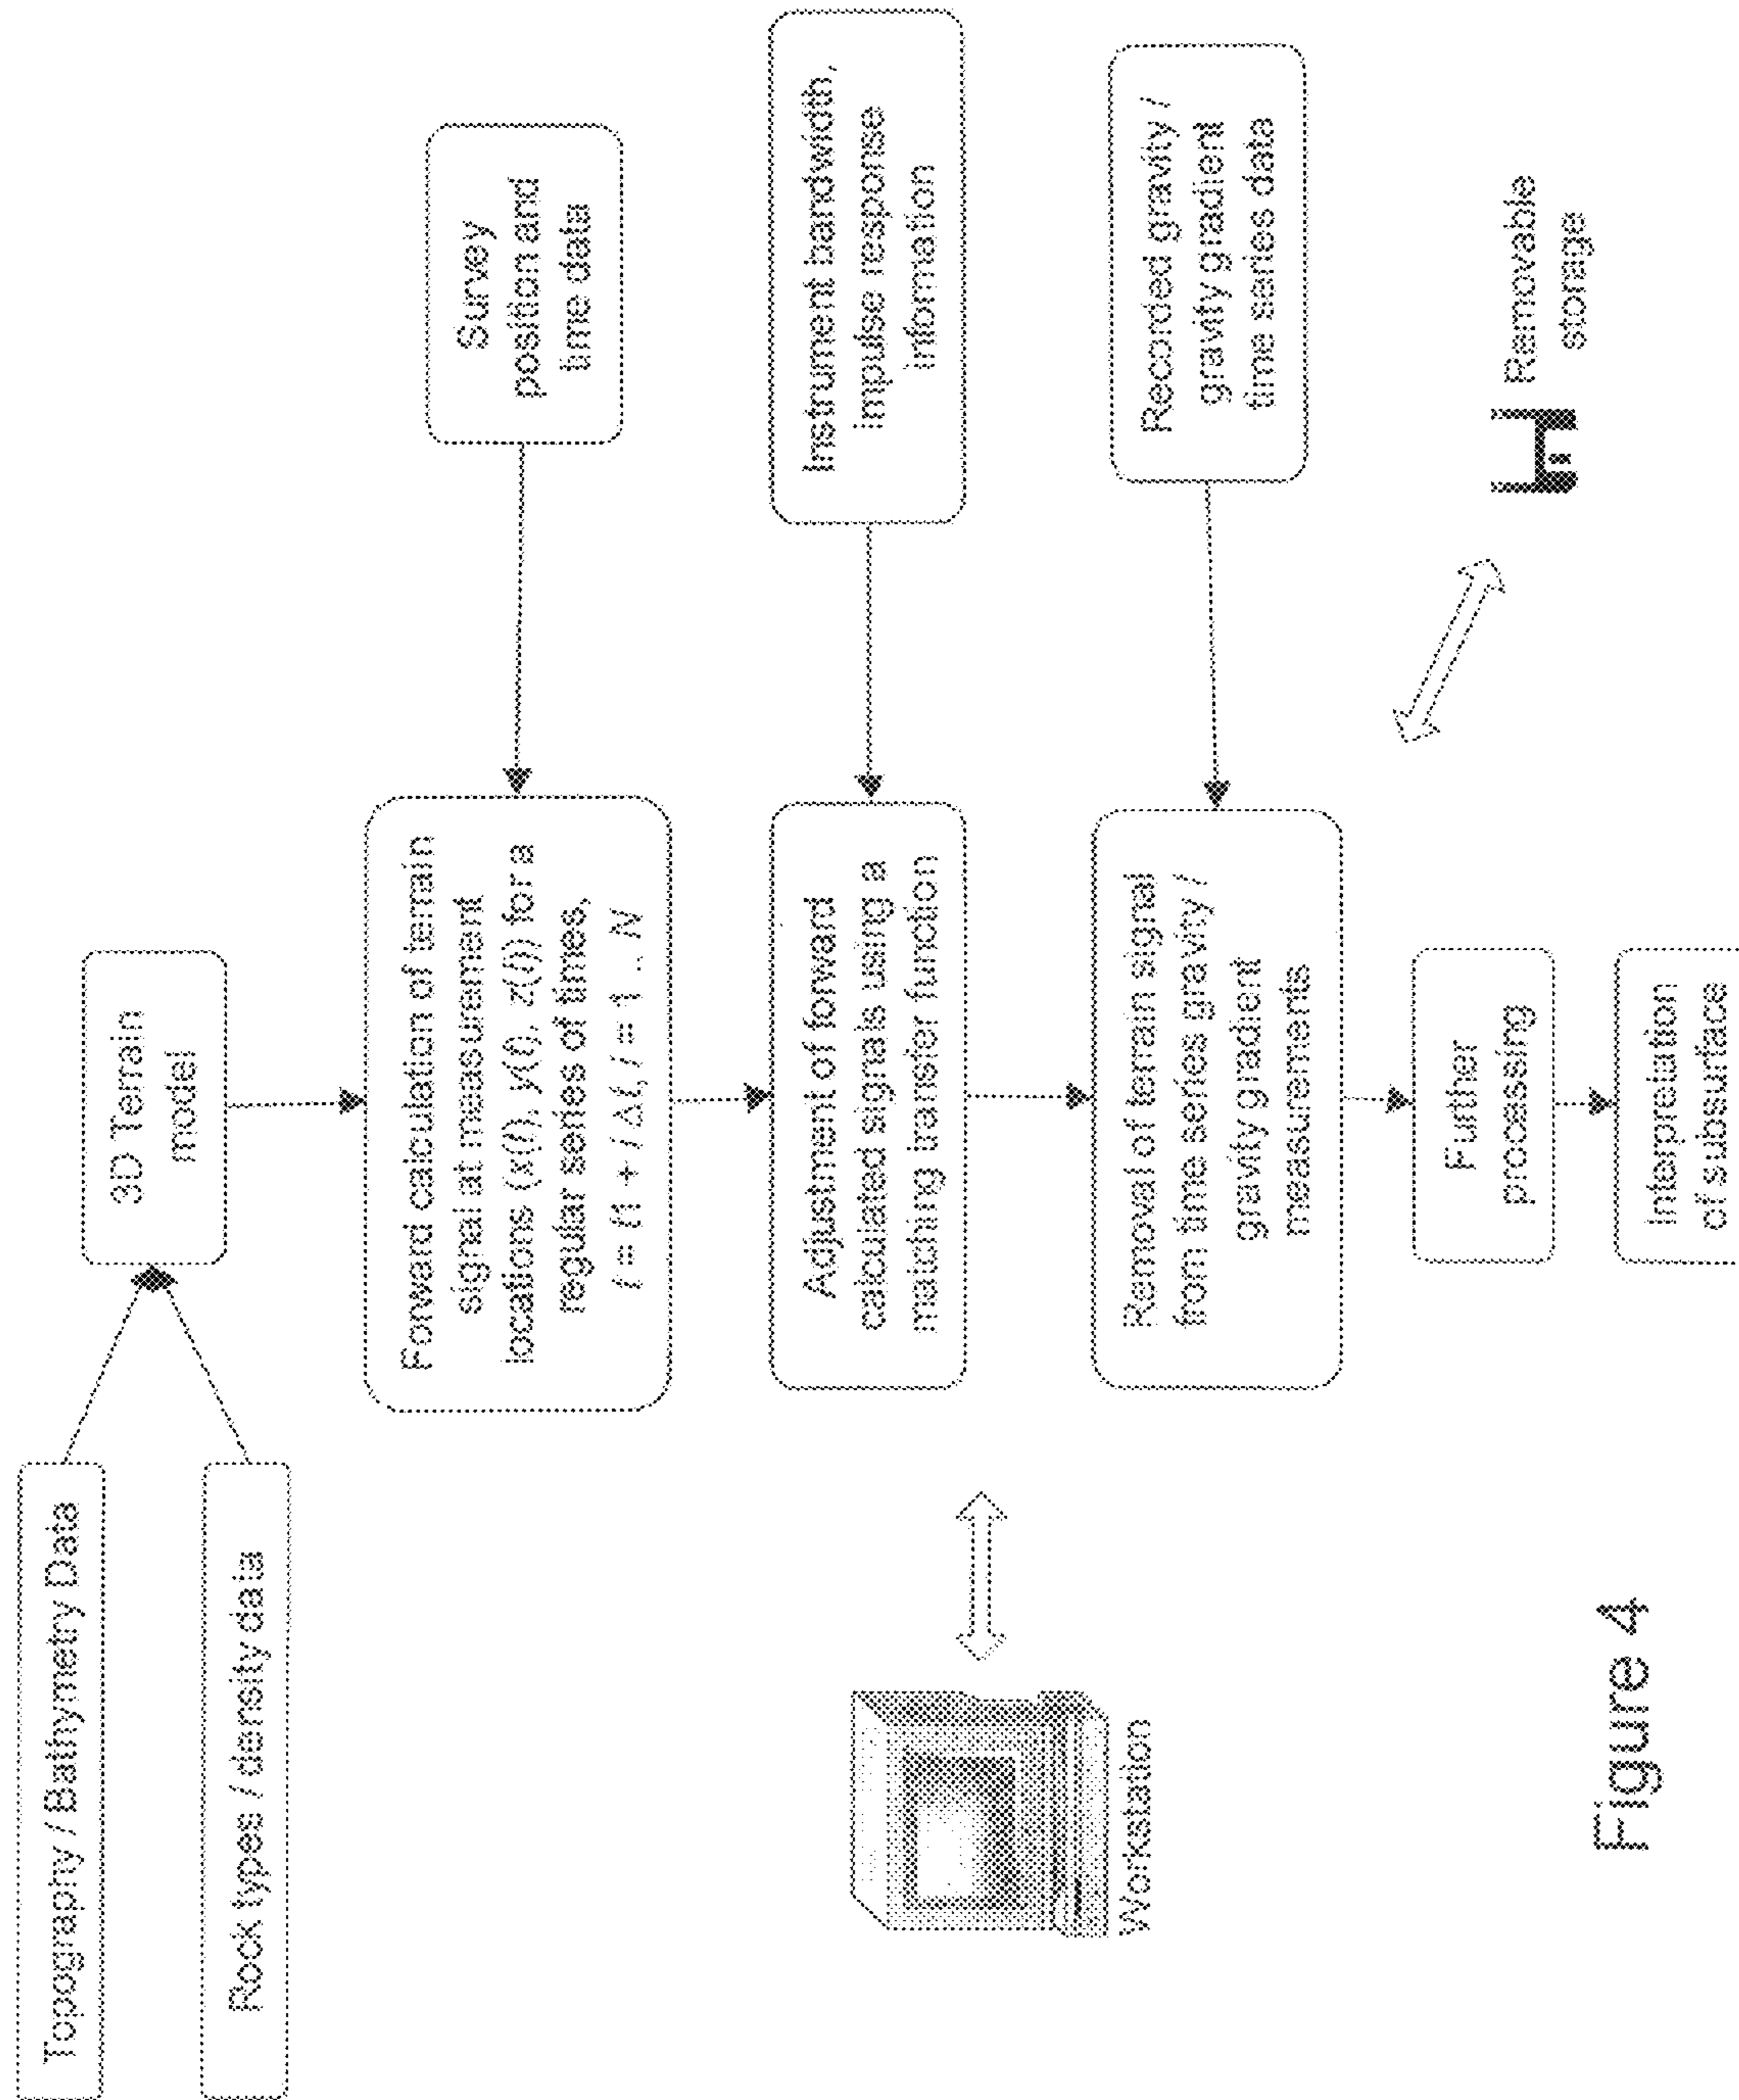 Topography / Bathymetry Data
Rock types / density data
3D Terrain
model
Forward calculation of terrain
signal at measurement
locations (x(t), y(t), z(t)) for a
regular series of times,
t = t1 + i Δt, i = 1 .. N
Survey
position and
time data
Adjustment of forward
calculated signals using a
matching transfer function
Instrument bandwidth,
impulse response
information
Removal of terrain signal
from time series gravity /
gravity gradient
measurements
Recorded gravity /
gravity gradient
time series data
Further
processing
Interpretation
of subsurface
Workstation
Removable
storage
Figure 4